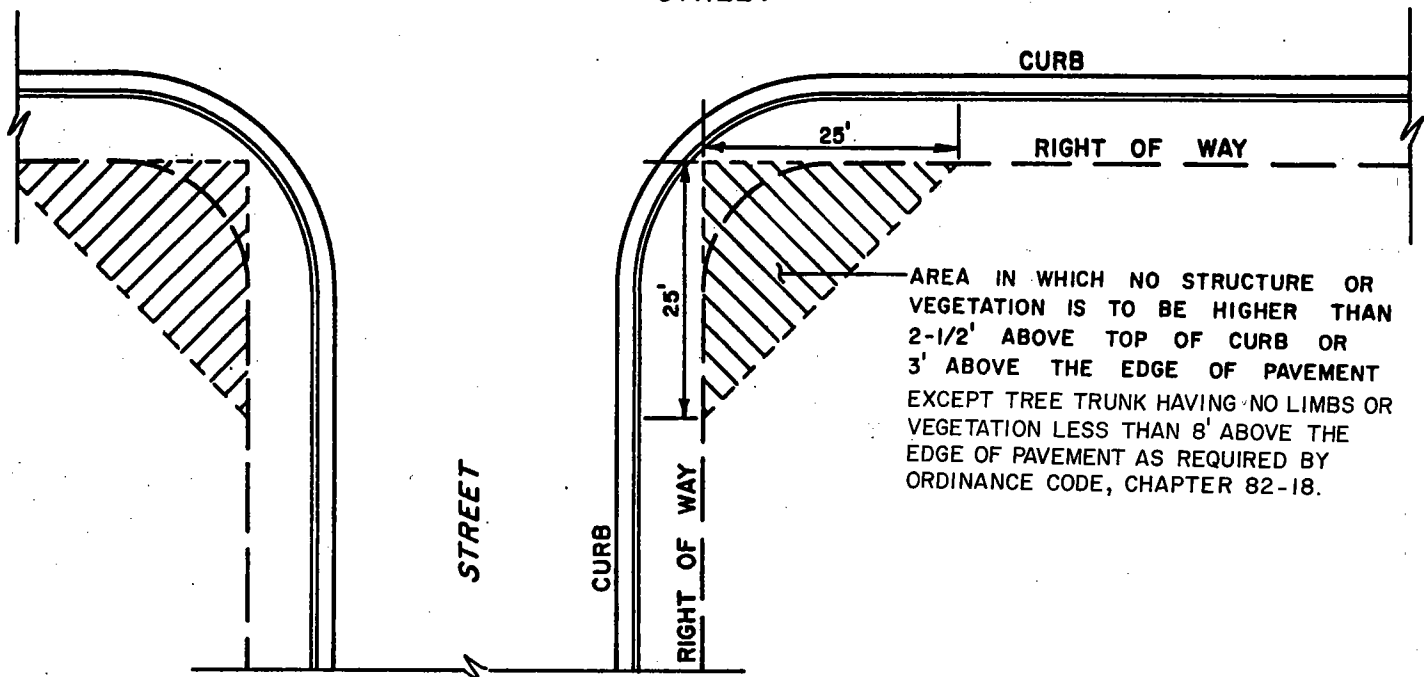 CURB
25'
RIGHT OF WAY
25'
AREA IN WHICH NO STRUCTURE OR
VEGETATION IS TO BE HIGHER THAN
2-1/2' ABOVE TOP OF CURB OR
3' ABOVE THE EDGE OF PAVEMENT
EXCEPT TREE TRUNK HAVING NO LIMBS OR
VEGETATION LESS THAN 8' ABOVE THE
EDGE OF PAVEMENT AS REQUIRED BY
ORDINANCE CODE, CHAPTER 82-18.
STREET
CURB
RIGHT OF WAY